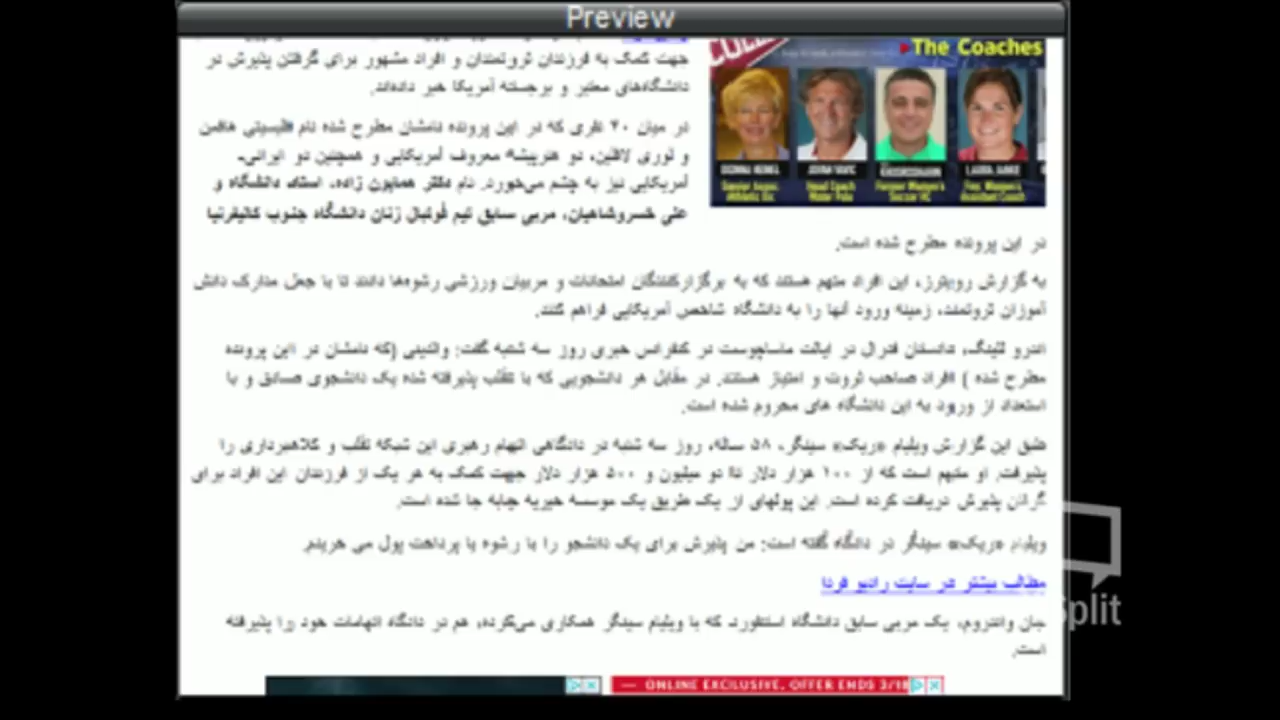 Preview
The Coaches
جهت کمک به فرزندان ثروتمندان و افراد مشهور برای گرفتن پذیرش در
دانشگاه‌های معتبر و برجسته آمریکا خبر داده‌اند.
در میان ۴۰ نفری که در این پرونده نامشان مطرح شده نام فلیسیتی هافمن
و لوری لافلین، دو هنرپیشه معروف آمریکایی و همچنین دو ایرانی-
آمریکایی نیز به چشم می‌خورد. نام دکتر همایون زاده، استاد دانشگاه و
علی خسروشاهیان، مربی سابق تیم فوتبال زنان دانشگاه جنوب کالیفرنیا
در این پرونده مطرح شده است.
به گزارش رویترز، این افراد متهم هستند که به برگزارکنندگان امتحانات و مربیان ورزشی رشوه‌ها دادند تا با جعل مدارک دانش
آموزان ثروتمند، زمینه ورود آنها را به دانشگاه شاخص آمریکایی فراهم کنند.
اندرو للینگ، دادستان فدرال در ایالت ماساچوست در کنفرانس خبری روز سه شنبه گفت: والدینی (که نامشان در این پرونده
مطرح شده ) افراد صاحب ثروت و امتیاز هستند. در مقابل هر دانشجویی که با تقلب پذیرفته شده یک دانشجوی صادق و با
استعداد از ورود به این دانشگاه های محروم شده است.
طبق این گزارش ویلیام «ریک» سینگر، ۵۸ ساله، روز سه شنبه در دادگاهی اتهام رهبری این شبکه تقلب و کلاهبرداری را
پذیرفت. او متهم است که از ۱۰۰ هزار دلار تا دو میلیون و ۵۰۰ هزار دلار جهت کمک به هر یک از فرزندان این افراد برای
گرفتن پذیرش دریافت کرده است. این پولهای از یک طریق یک موسسه خیریه جابه جا شده است.
ویلیام «ریک» سینگر در دادگاه گفته است: من پذیرش برای یک دانشجو را با رشوه یا پرداخت پول می خریدم.
مطالب بیشتر در سایت رادیو فردا
جان واندروم، یک مربی سابق دانشگاه استنفورد که با ویلیام سینگر همکاری می‌کرده، هم در دادگاه اتهامات خود را پذیرفته
است.
Split
— ONLINE EXCLUSIVE. OFFER ENDS 3/18